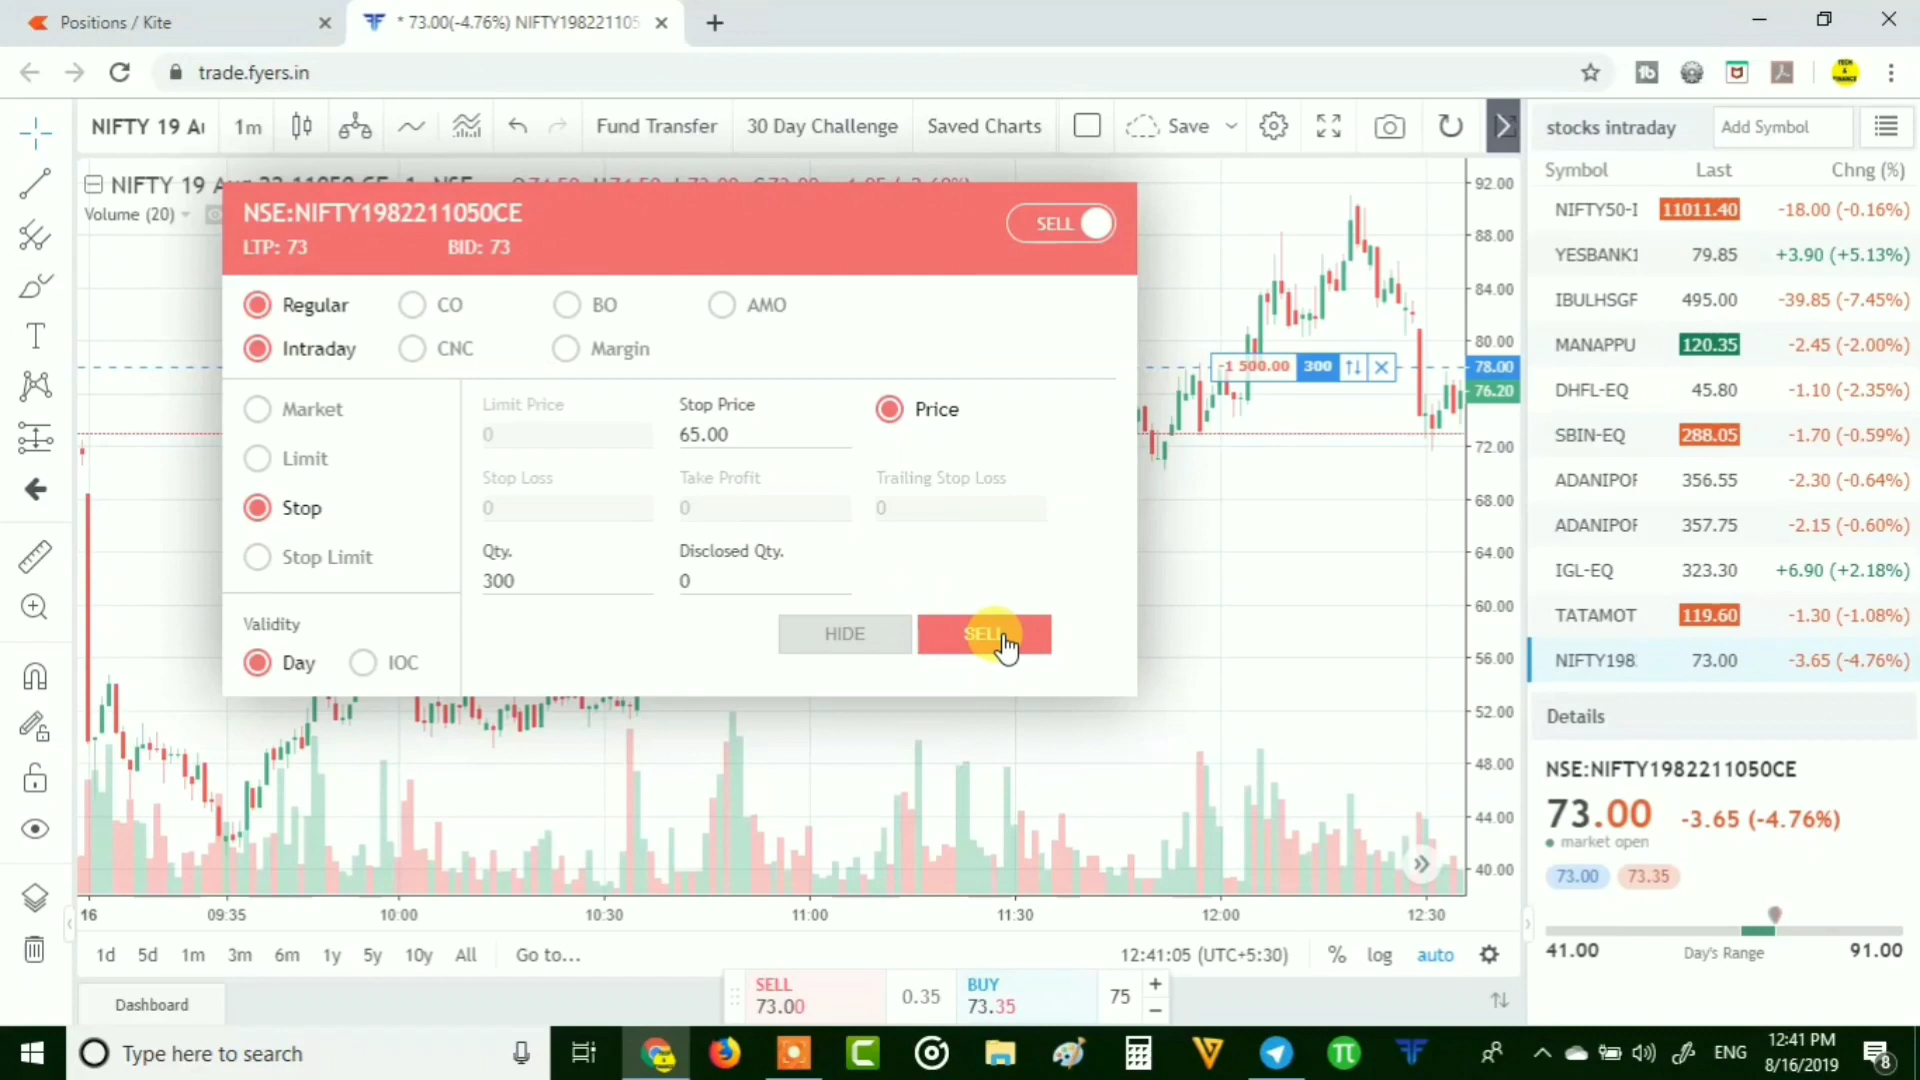 Positions / Kite
* 73.00(-4.76%) NIFTY198221105
trade.fyers.in
NIFTY 19 Au
1m
Fund Transfer
30 Day Challenge
Saved Charts
Save
stocks intraday
Add Symbol
Symbol Last Chng (%)
NIFTY50-I 11011.40 -18.00 (-0.16%)
YESBANK1 79.85 +3.90 (+5.13%)
IBULHSGF 495.00 -39.85 (-7.45%)
MANAPPU 120.35 -2.45 (-2.00%)
DHFL-EQ 45.80 -1.10 (-2.35%)
SBIN-EQ 288.05 -1.70 (-0.59%)
ADANIPOF 356.55 -2.30 (-0.64%)
ADANIPOF 357.75 -2.15 (-0.60%)
IGL-EQ 323.30 +6.90 (+2.18%)
TATAMOT 119.60 -1.30 (-1.08%)
NIFTY198 73.00 -3.65 (-4.76%)
Volume (20)
NSE:NIFTY1982211050CE
LTP: 73 BID: 73
SELL
Regular CO BO AMO
Intraday CNC Margin
Market
Limit
Stop
Stop Limit
Limit Price
0
Stop Price
65.00
Price
Stop Loss
0
Take Profit
0
Trailing Stop Loss
0
Qty.
300
Disclosed Qty.
0
HIDE
SELL
Validity
Day IOC
-1 500.00 300
92.00
88.00
84.00
80.00
78.00
76.20
72.00
68.00
64.00
60.00
56.00
52.00
48.00
44.00
40.00
16 09:35 10:00 10:30 11:00 11:30 12:00 12:30
1d 5d 1m 3m 6m 1y 5y 10y All Go to...
12:41:05 (UTC+5:30) % log auto
Details
NSE:NIFTY1982211050CE
73.00 -3.65 (-4.76%)
market open
73.00 73.35
41.00 Day's Range 91.00
Dashboard
SELL
73.00
0.35
BUY
73.35
75
+
−
Type here to search
ENG
12:41 PM
8/16/2019
8